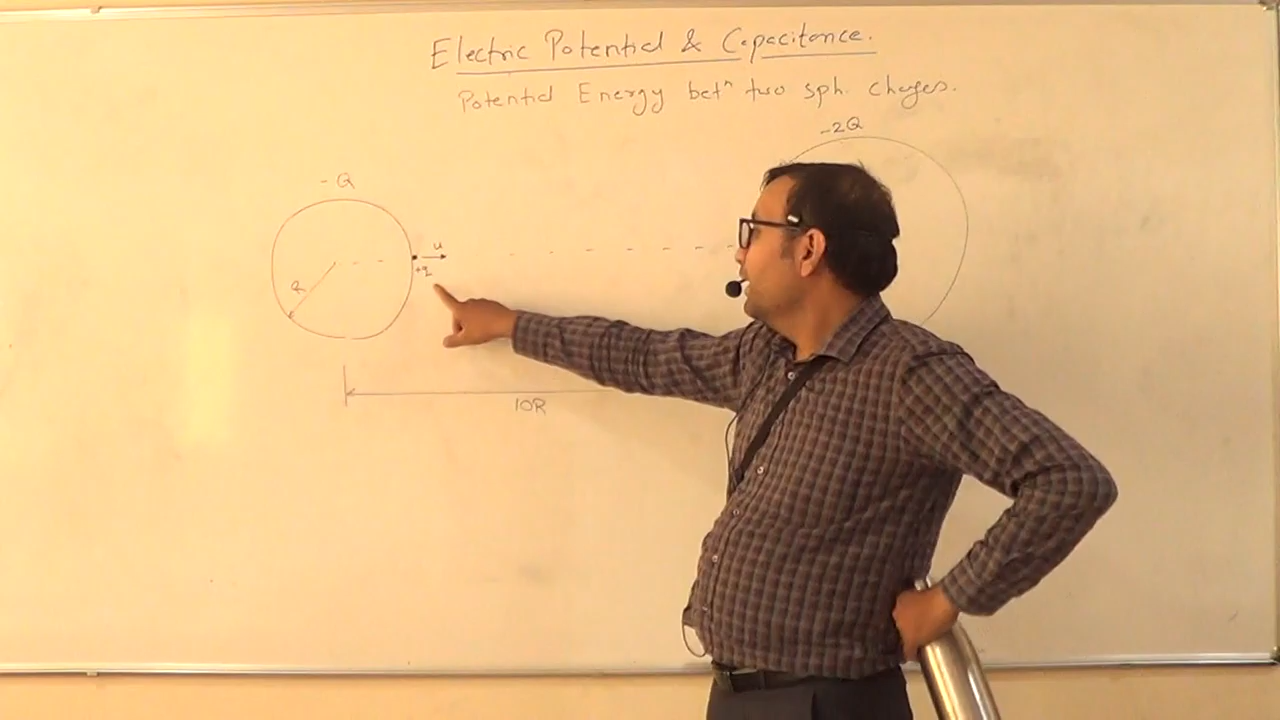 Electric Potential & Capacitance.
Potential Energy betⁿ two sph. charges.
-2Q
-Q
u
+q
R
10R